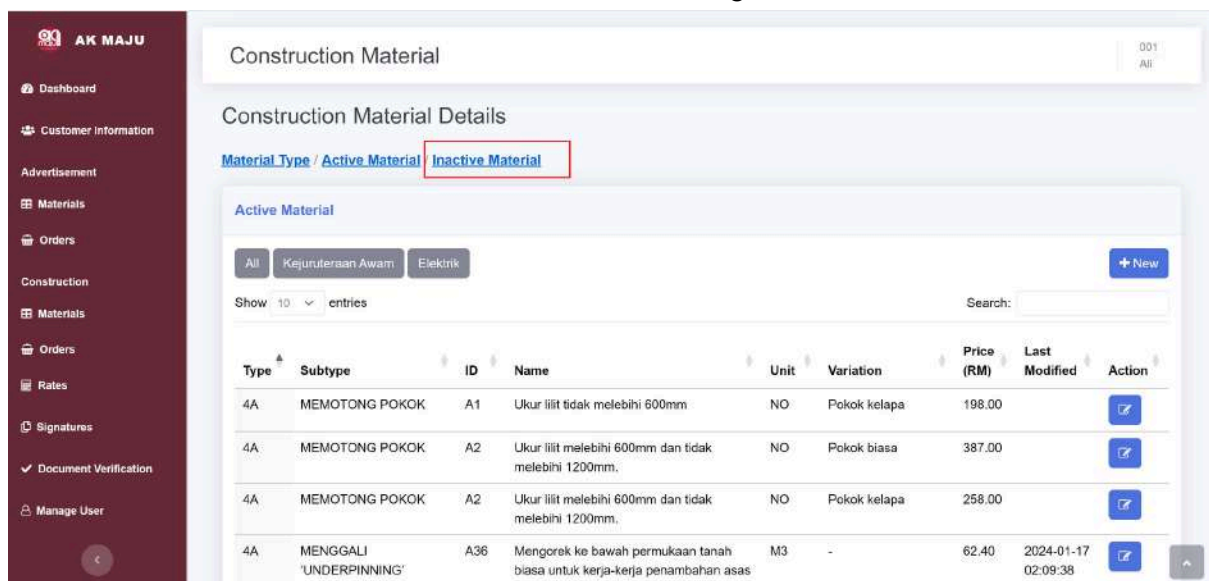 AK MAJU
Dashboard
Customer Information
Advertisement
Materials
Orders
Construction
Materials
Orders
Rates
Signatures
Document Verification
Manage User
Construction Material
001
Ali
Construction Material Details
Material Type / Active Material / Inactive Material
Active Material
All Kejuruteraan Awam Elektrik
+ New
Show 10 entries
Search:
Type Subtype ID Name Unit Variation Price (RM) Last Modified Action
4A MEMOTONG POKOK A1 Ukur lilit tidak melebihi 600mm NO Pokok kelapa 198.00
4A MEMOTONG POKOK A2 Ukur lilit melebihi 600mm dan tidak NO Pokok biasa 387.00
melebihi 1200mm.
4A MEMOTONG POKOK A2 Ukur lilit melebihi 600mm dan tidak NO Pokok kelapa 258.00
melebihi 1200mm.
4A MENGGALI A36 Mengorek ke bawah permukaan tanah M3 - 62.40 2024-01-17
'UNDERPINNING' biasa untuk kerja-kerja penambahan asas 02:09:38